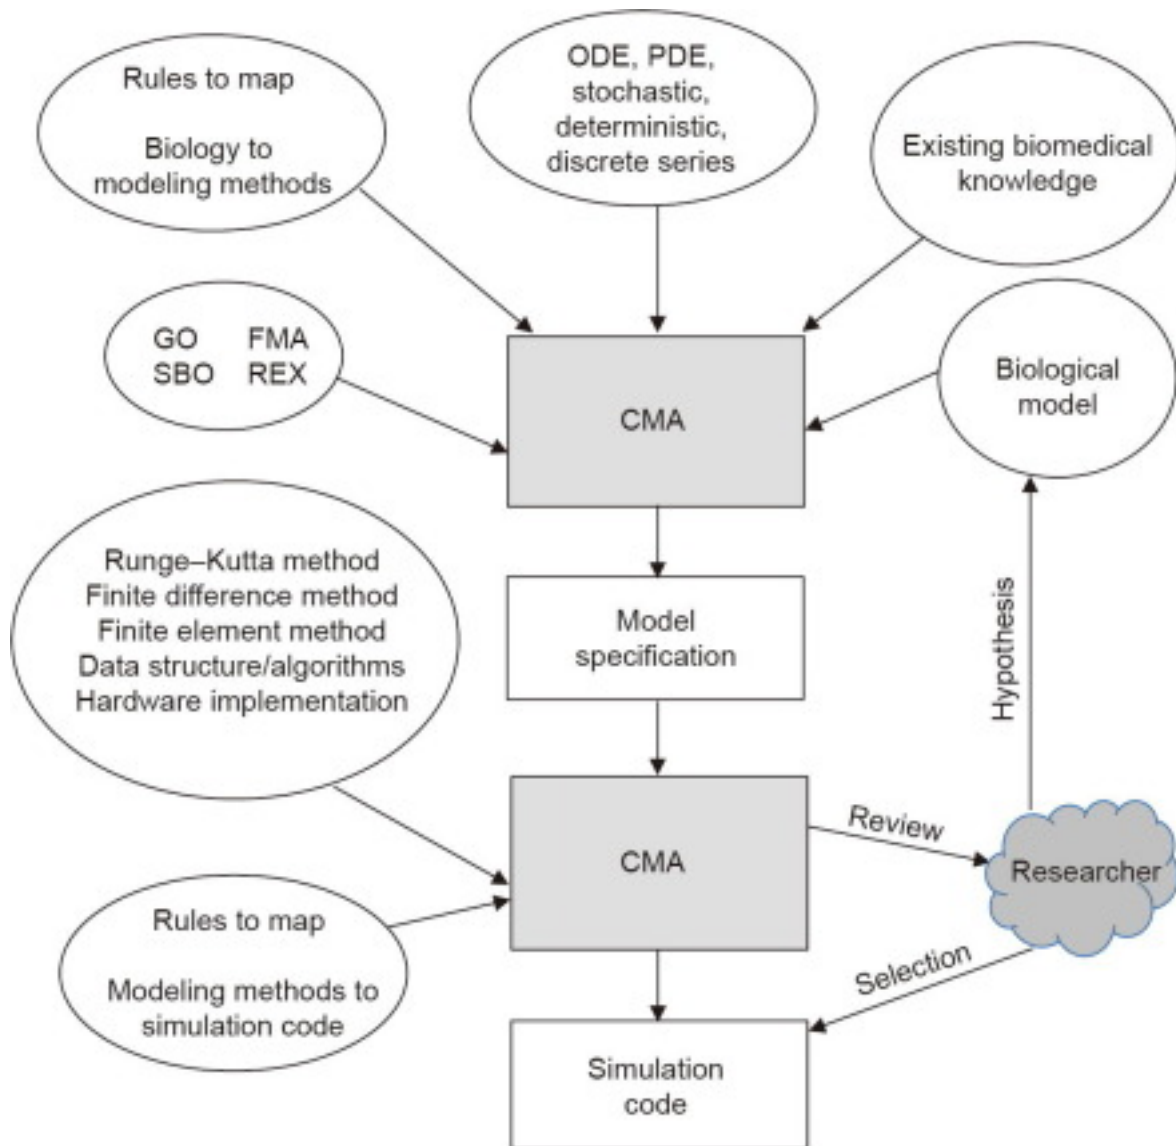 Rules to map
Biology to
modeling methods
ODE, PDE,
stochastic,
deterministic,
discrete series
Existing biomedical
knowledge
GO FMA
SBO REX
CMA
Biological
model
Runge–Kutta method
Finite difference method
Finite element method
Data structure/algorithms
Hardware implementation
Model
specification
Hypothesis
CMA
Review
Researcher
Rules to map
Modeling methods to
simulation code
Selection
Simulation
code